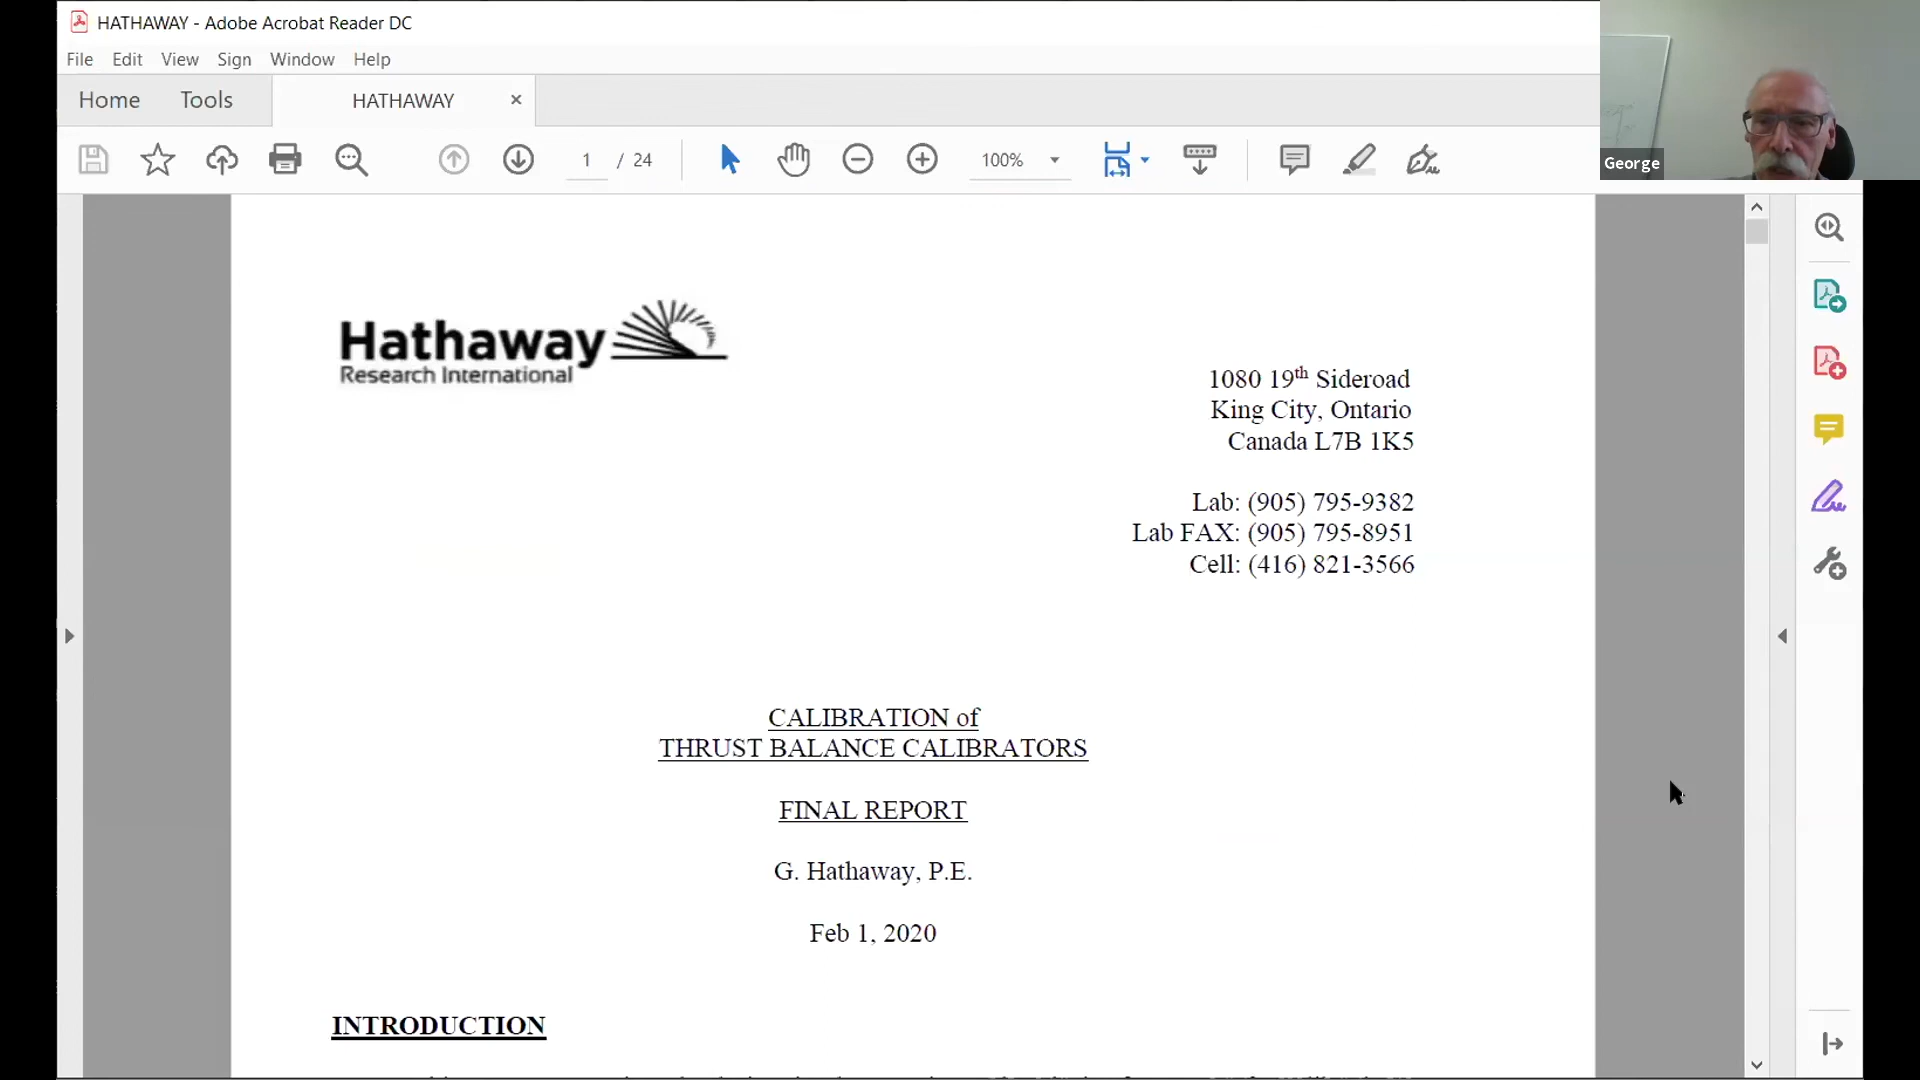 HATHAWAY - Adobe Acrobat Reader DC
File Edit View Sign Window Help
Home Tools HATHAWAY
1 / 24 100%
George
Hathaway
Research International
1080 19th Sideroad
King City, Ontario
Canada L7B 1K5
Lab: (905) 795-9382
Lab FAX: (905) 795-8951
Cell: (416) 821-3566
CALIBRATION of
THRUST BALANCE CALIBRATORS
FINAL REPORT
G. Hathaway, P.E.
Feb 1, 2020
INTRODUCTION